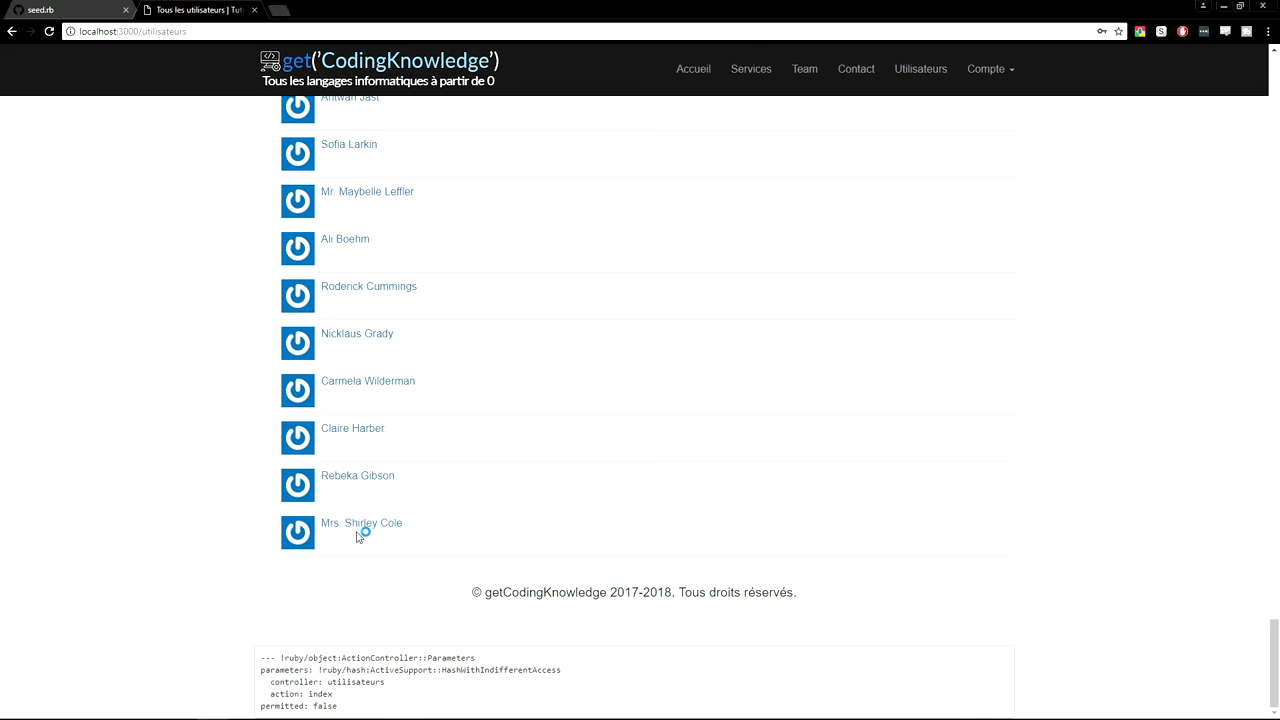 seed.rb
Tous les utilisateurs | Tut
localhost:3000/utilisateurs
get('CodingKnowledge')
Tous les langages informatiques à partir de 0
Accueil Services Team Contact Utilisateurs Compte
Antwan Jast
Sofia Larkin
Mr. Maybelle Leffler
Ali Boehm
Roderick Cummings
Nicklaus Grady
Carmela Wilderman
Claire Harber
Rebeka Gibson
Mrs. Shirley Cole
© getCodingKnowledge 2017-2018. Tous droits réservés.
--- !ruby/object:ActionController::Parameters
parameters: !ruby/hash:ActiveSupport::HashWithIndifferentAccess
controller: utilisateurs
action: index
permitted: false